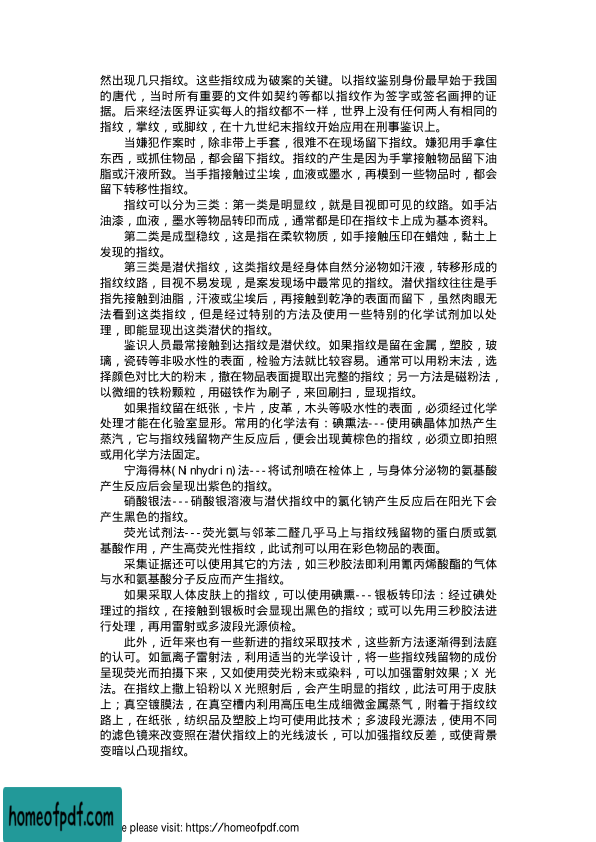 然出现几只指纹。这些指纹成为破案的关键。以指纹鉴别身份最早始于我国
的唐代，当时所有重要的文件如契约等都以指纹作为签字或签名画押的证
据。后来经法医界证实每人的指纹都不一样，世界上没有任何两人有相同的
指纹，掌纹，或脚纹，在十九世纪末指纹开始应用在刑事鉴识上。
当嫌犯作案时，除非带上手套，很难不在现场留下指纹。嫌犯用手拿住
东西，或抓住物品，都会留下指纹。指纹的产生是因为手掌接触物品留下油
脂或汗液所致。当手指接触过尘埃，血液或墨水，再模到一些物品时，都会
留下转移性指纹。
指纹可以分为三类：第一类是明显纹，就是目视即可见的纹路。如手沾
油漆，血液，墨水等物品转印而成，通常都是印在指纹卡上成为基本资料。
第二类是成型稳纹，这是指在柔软物质，如手接触压印在蜡烛，黏土上
发现的指纹。
第三类是潜伏指纹，这类指纹是经身体自然分泌物如汗液，转移形成的
指纹纹路，目视不易发现，是案发现场中最常见的指纹。潜伏指纹往往是手
指先接触到油脂，汗液或尘埃后，再接触到乾净的表面而留下，虽然肉眼无
法看到这类指纹，但是经过特别的方法及使用一些特别的化学试剂加以处
理，即能显现出这类潜伏的指纹。
鉴识人员最常接触到达指纹是潜伏纹。如果指纹是留在金属，塑胶，玻
璃，瓷砖等非吸水性的表面，检验方法就比较容易。通常可以用粉末法，选
择颜色对比大的粉末，撒在物品表面提取出完整的指纹；另一方法是磁粉法，
以微细的铁粉颗粒，用磁铁作为刷子，来回刷扫，显现指纹。
如果指纹留在纸张，卡片，皮革，木头等吸水性的表面，必须经过化学
处理才能在化验室显形。常用的化学法有：碘熏法---使用碘晶体加热产生
蒸汽，它与指纹残留物产生反应后，便会出现黄棕色的指纹，必须立即拍照
或用化学方法固定。
宁海得林(Ninhydrin)法---将试剂喷在检体上，与身体分泌物的氨基酸
产生反应后会呈现出紫色的指纹。
硝酸银法---硝酸银溶液与潜伏指纹中的氯化钠产生反应后在阳光下会
产生黑色的指纹。
荧光试剂法---荧光氨与邻苯二醛几乎马上与指纹残留物的蛋白质或氨
基酸作用，产生高荧光性指纹，此试剂可以用在彩色物品的表面。
采集证据还可以使用其它的方法，如三秒胶法即利用氰丙烯酸酯的气体
与水和氨基酸分子反应而产生指纹。
如果采取人体皮肤上的指纹，可以使用碘熏---银板转印法：经过碘处
理过的指纹，在接触到银板时会显现出黑色的指纹；或可以先用三秒胶法进
行处理，再用雷射或多波段光源侦检。
此外，近年来也有一些新进的指纹采取技术，这些新方法逐渐得到法庭
的认可。如氩离子雷射法，利用适当的光学设计，将一些指纹残留物的成份
呈现荧光而拍摄下来，又如使用荧光粉末或染料，可以加强雷射效果；X 光
法。在指纹上撒上铅粉以 X 光照射后，会产生明显的指纹，此法可用于皮肤
上；真空镀膜法，在真空槽内利用高压电生成细微金属蒸气，附着于指纹纹
路上，在纸张，纺织品及塑胶上均可使用此技术；多波段光源法，使用不同
的滤色镜来改变照在潜伏指纹上的光线波长，可以加强指纹反差，或使背景
变暗以凸现指纹。
homeofpdf.com
e please visit: https://homeofpdf.com